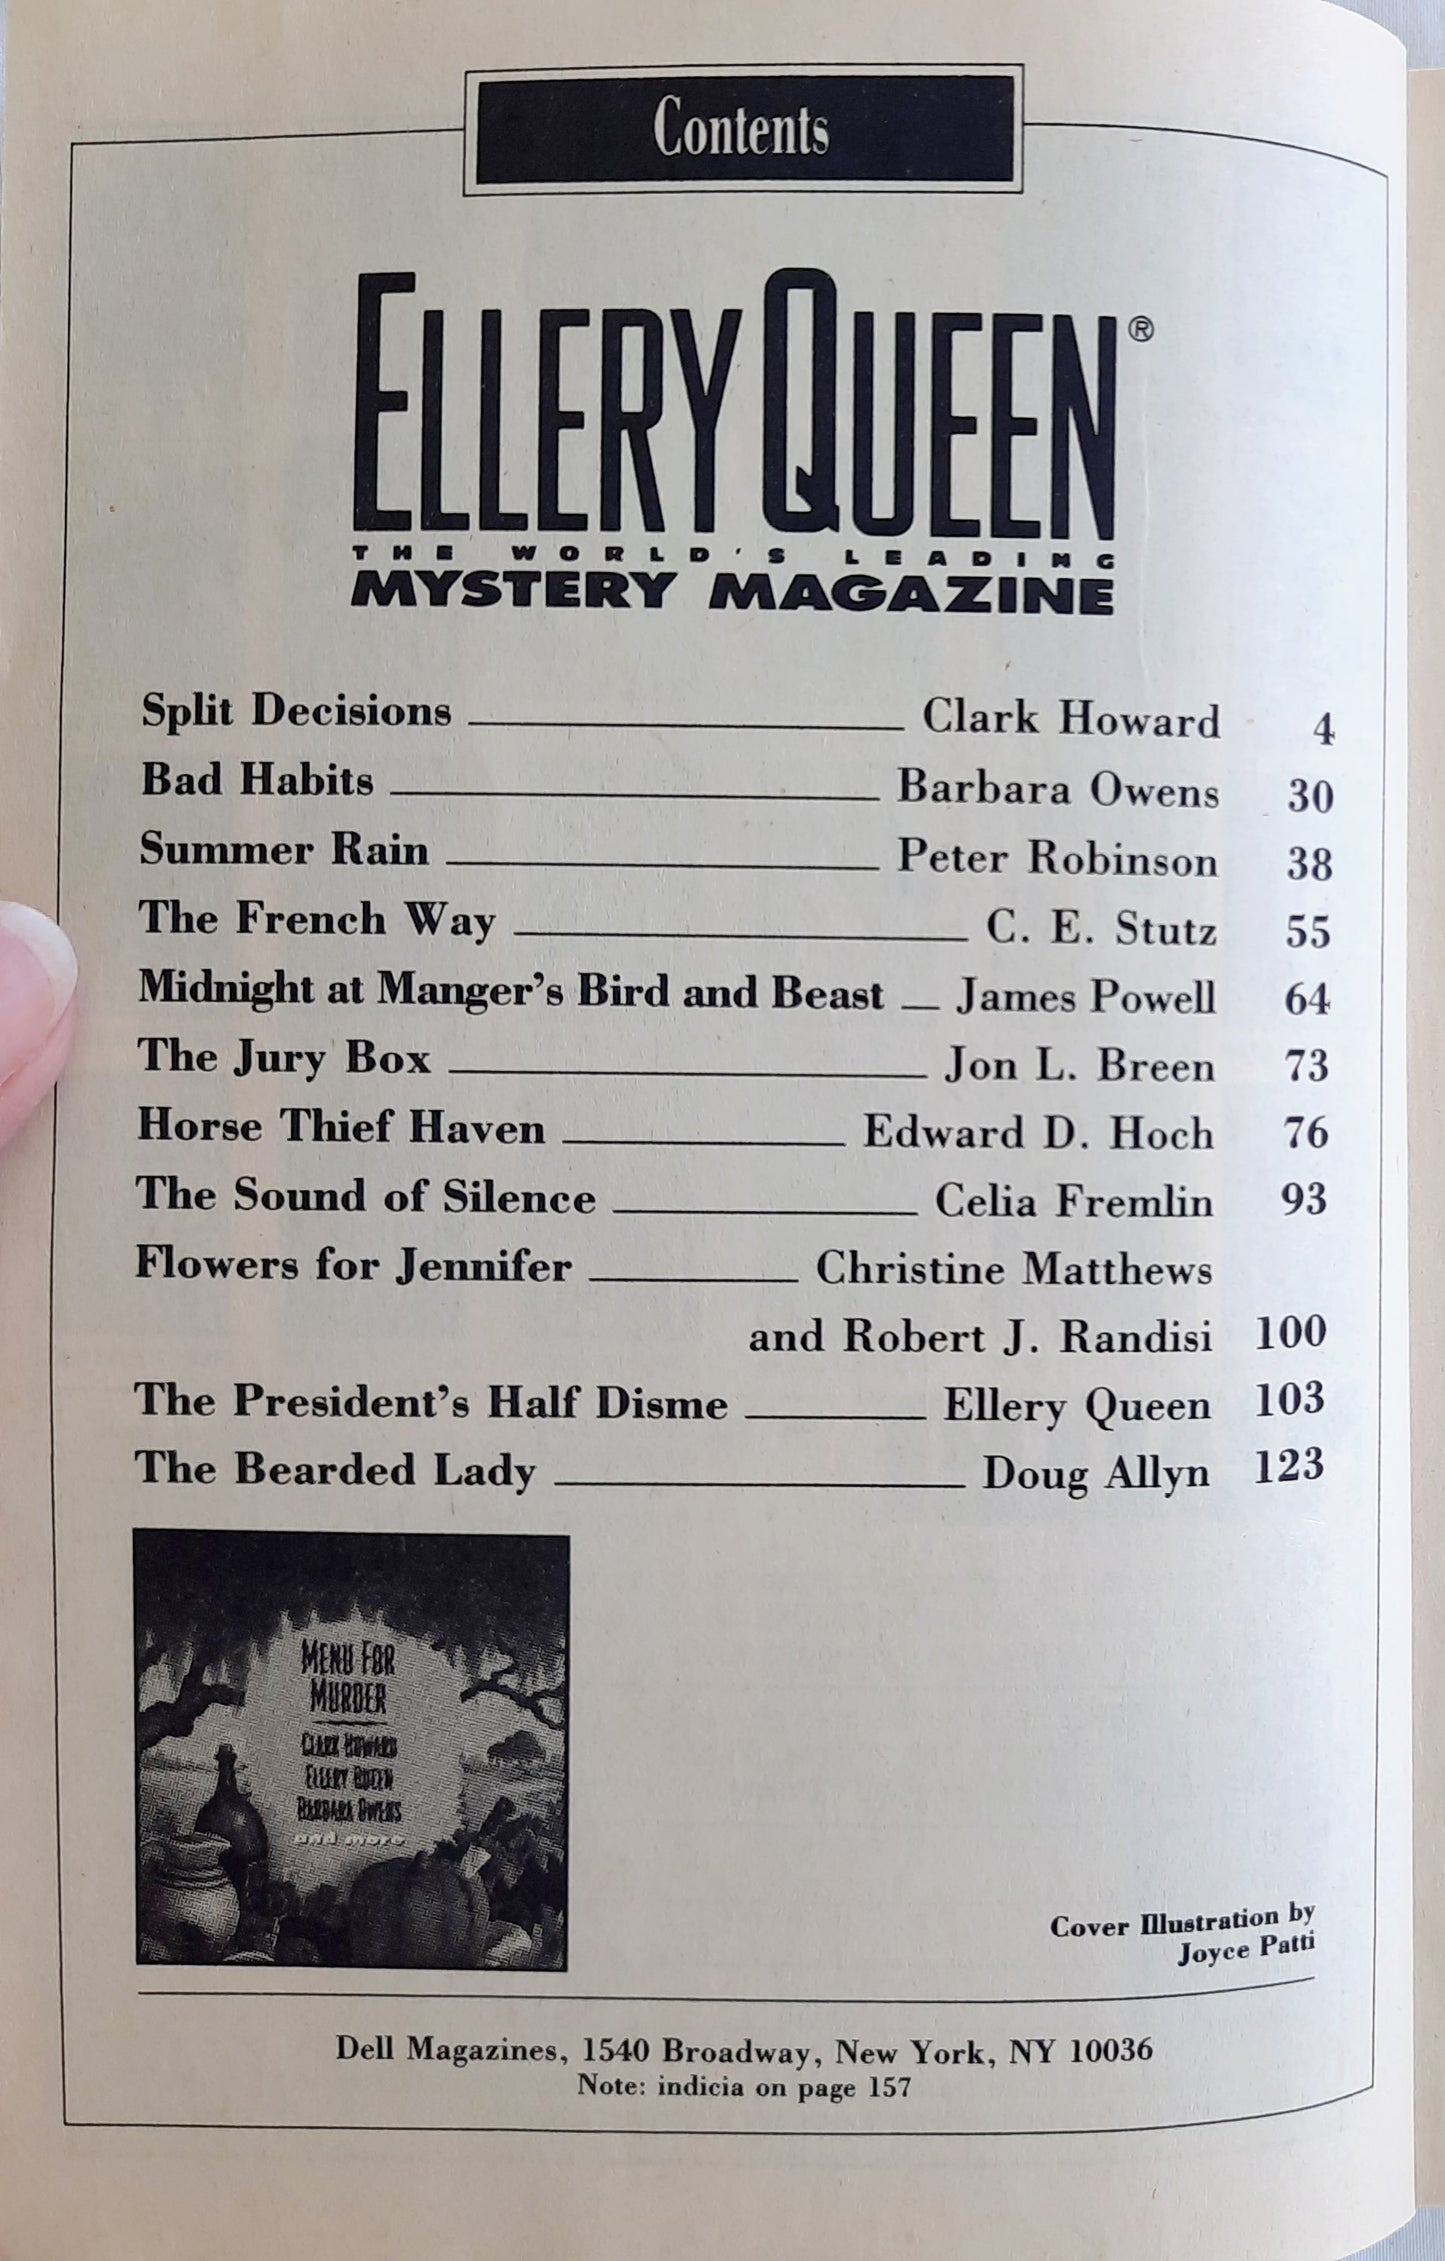 Contents
ELLERY QUEEN®
THE WORLD'S LEADING
MYSTERY MAGAZINE
Split Decisions Clark Howard 4
Bad Habits Barbara Owens 30
Summer Rain Peter Robinson 38
The French Way C. E. Stutz 55
Midnight at Manger's Bird and Beast James Powell 64
The Jury Box Jon L. Breen 73
Horse Thief Haven Edward D. Hoch 76
The Sound of Silence Celia Fremlin 93
Flowers for Jennifer Christine Matthews
and Robert J. Randisi 100
The President's Half Disme Ellery Queen 103
The Bearded Lady Doug Allyn 123
MENU FOR
MURDER
CLARK HOWARD
ELLERY QUEEN
BARBARA OWENS
and more
Cover Illustration by
Joyce Patti
Dell Magazines, 1540 Broadway, New York, NY 10036
Note: indicia on page 157